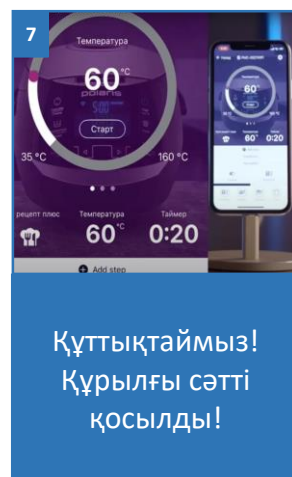 7
Температура
60°C
polaris
Старт
35 °C
160 °C
рецепт плюс
Температура
Таймер
60°C
0:20
Add step
Құттықтаймыз!
Құрылғы сәтті
қосылды!